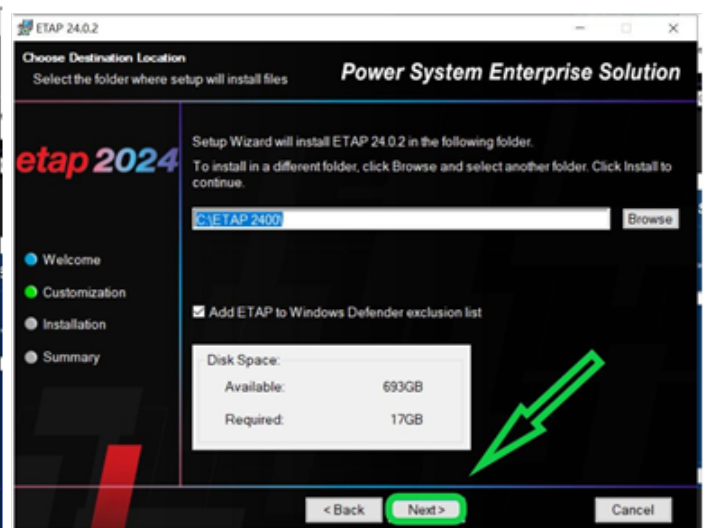 ETAP 24.0.2
Choose Destination Location
Select the folder where setup will install files
Power System Enterprise Solution
etap 2024
Setup Wizard will install ETAP 24.0.2 in the following folder.
To install in a different folder, click Browse and select another folder. Click Install to
continue.
C:\ETAP 2400\
Browse
Welcome
Customization
Installation
Summary
Add ETAP to Windows Defender exclusion list
Disk Space:
Available: 693GB
Required: 17GB
< Back
Next >
Cancel